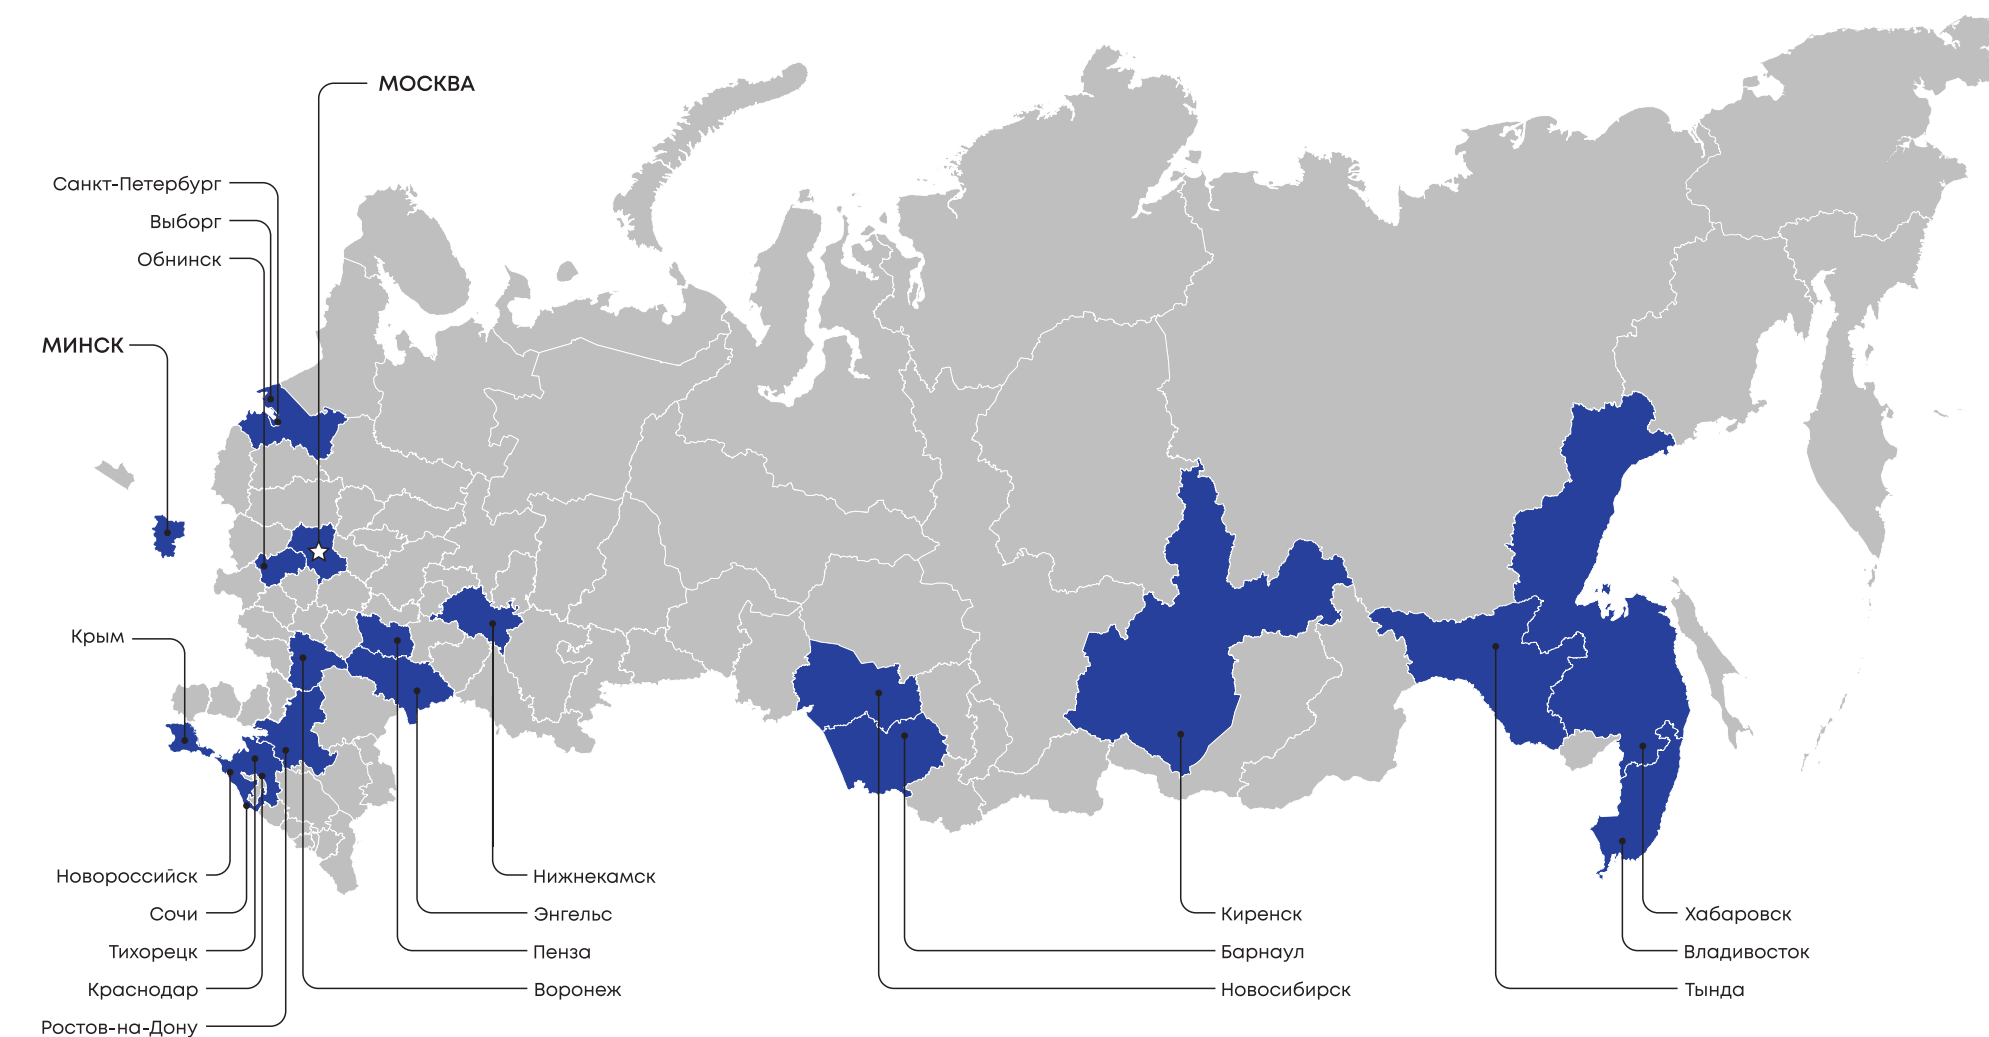 МОСКВА
Санкт-Петербург
Выборг
Обнинск
МИНСК
Крым
Новороссийск
Сочи
Тихорецк
Краснодар
Ростов-на-Дону
Нижнекамск
Энгельс
Пенза
Воронеж
Киренск
Барнаул
Новосибирск
Хабаровск
Владивосток
Тында